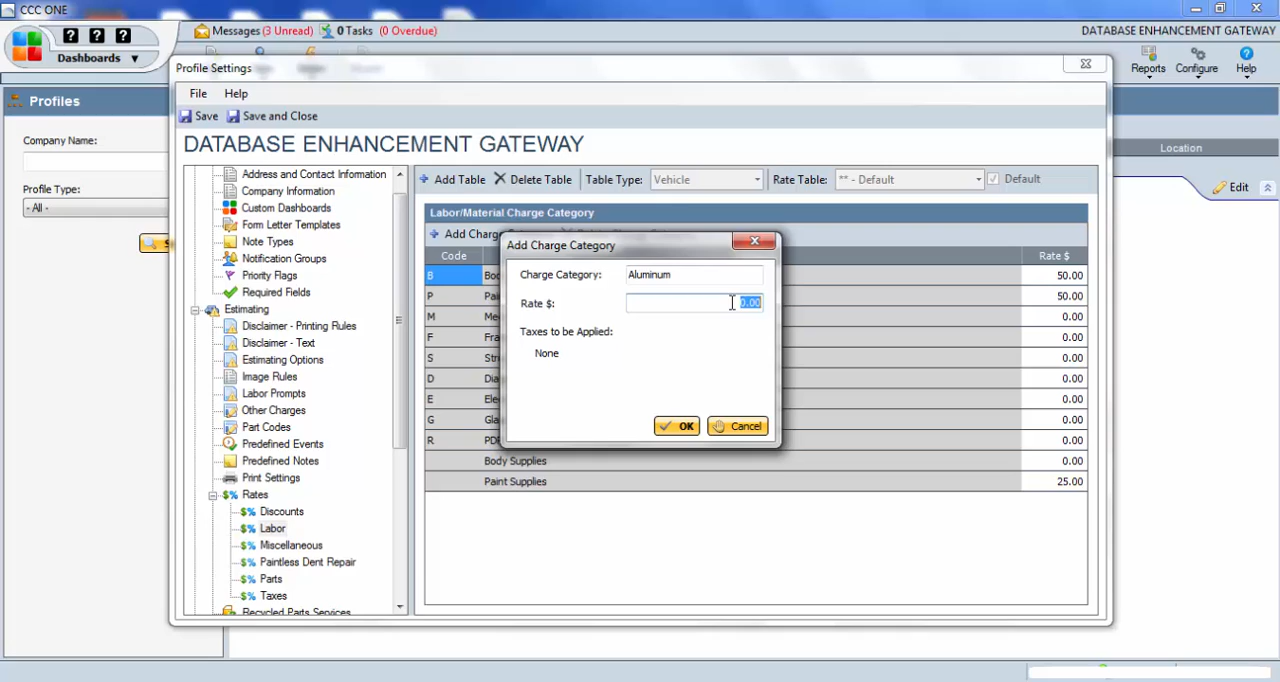 CCC ONE
? ? ?
Dashboards ▼
Messages (3 Unread) 0 Tasks (0 Overdue)
DATABASE ENHANCEMENT GATEWAY
Reports
Configure
Help
Profiles
Company Name:
Profile Type:
- All -
Location
Edit
Profile Settings
File Help
Save Save and Close
DATABASE ENHANCEMENT GATEWAY
Address and Contact Information
Company Information
Custom Dashboards
Form Letter Templates
Note Types
Notification Groups
Priority Flags
Required Fields
Estimating
Disclaimer - Printing Rules
Disclaimer - Text
Estimating Options
Image Rules
Labor Prompts
Other Charges
Part Codes
Predefined Events
Predefined Notes
Print Settings
Rates
Discounts
Labor
Miscellaneous
Paintless Dent Repair
Parts
Taxes
Recycled Parts Services
Add Table Delete Table Table Type: Vehicle Rate Table: ** - Default Default
Labor/Material Charge Category
Code Rate $
B 50.00
P 50.00
M 0.00
F 0.00
S 0.00
D 0.00
E 0.00
G 0.00
R 0.00
Body Supplies 0.00
Paint Supplies 25.00
Add Charge Category
Charge Category: Aluminum
Rate $: 0.00
Taxes to be Applied:
None
OK Cancel